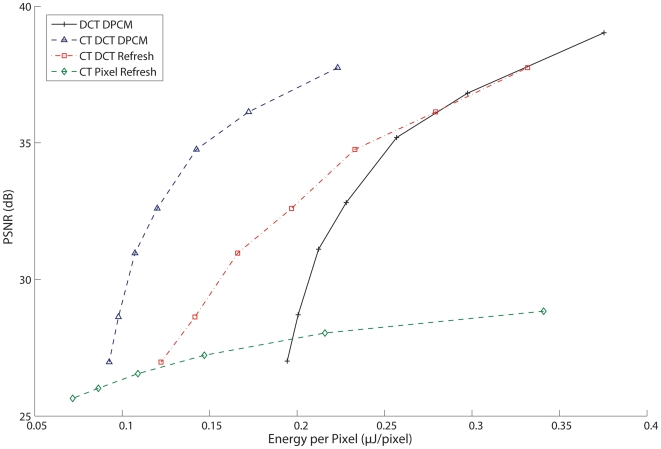 40
DCT DPCM
CT DCT DPCM
CT DCT Refresh
CT Pixel Refresh
35
PSNR (dB)
30
25
0.05 0.1 0.15 0.2 0.25 0.3 0.35 0.4
Energy per Pixel (µJ/pixel)